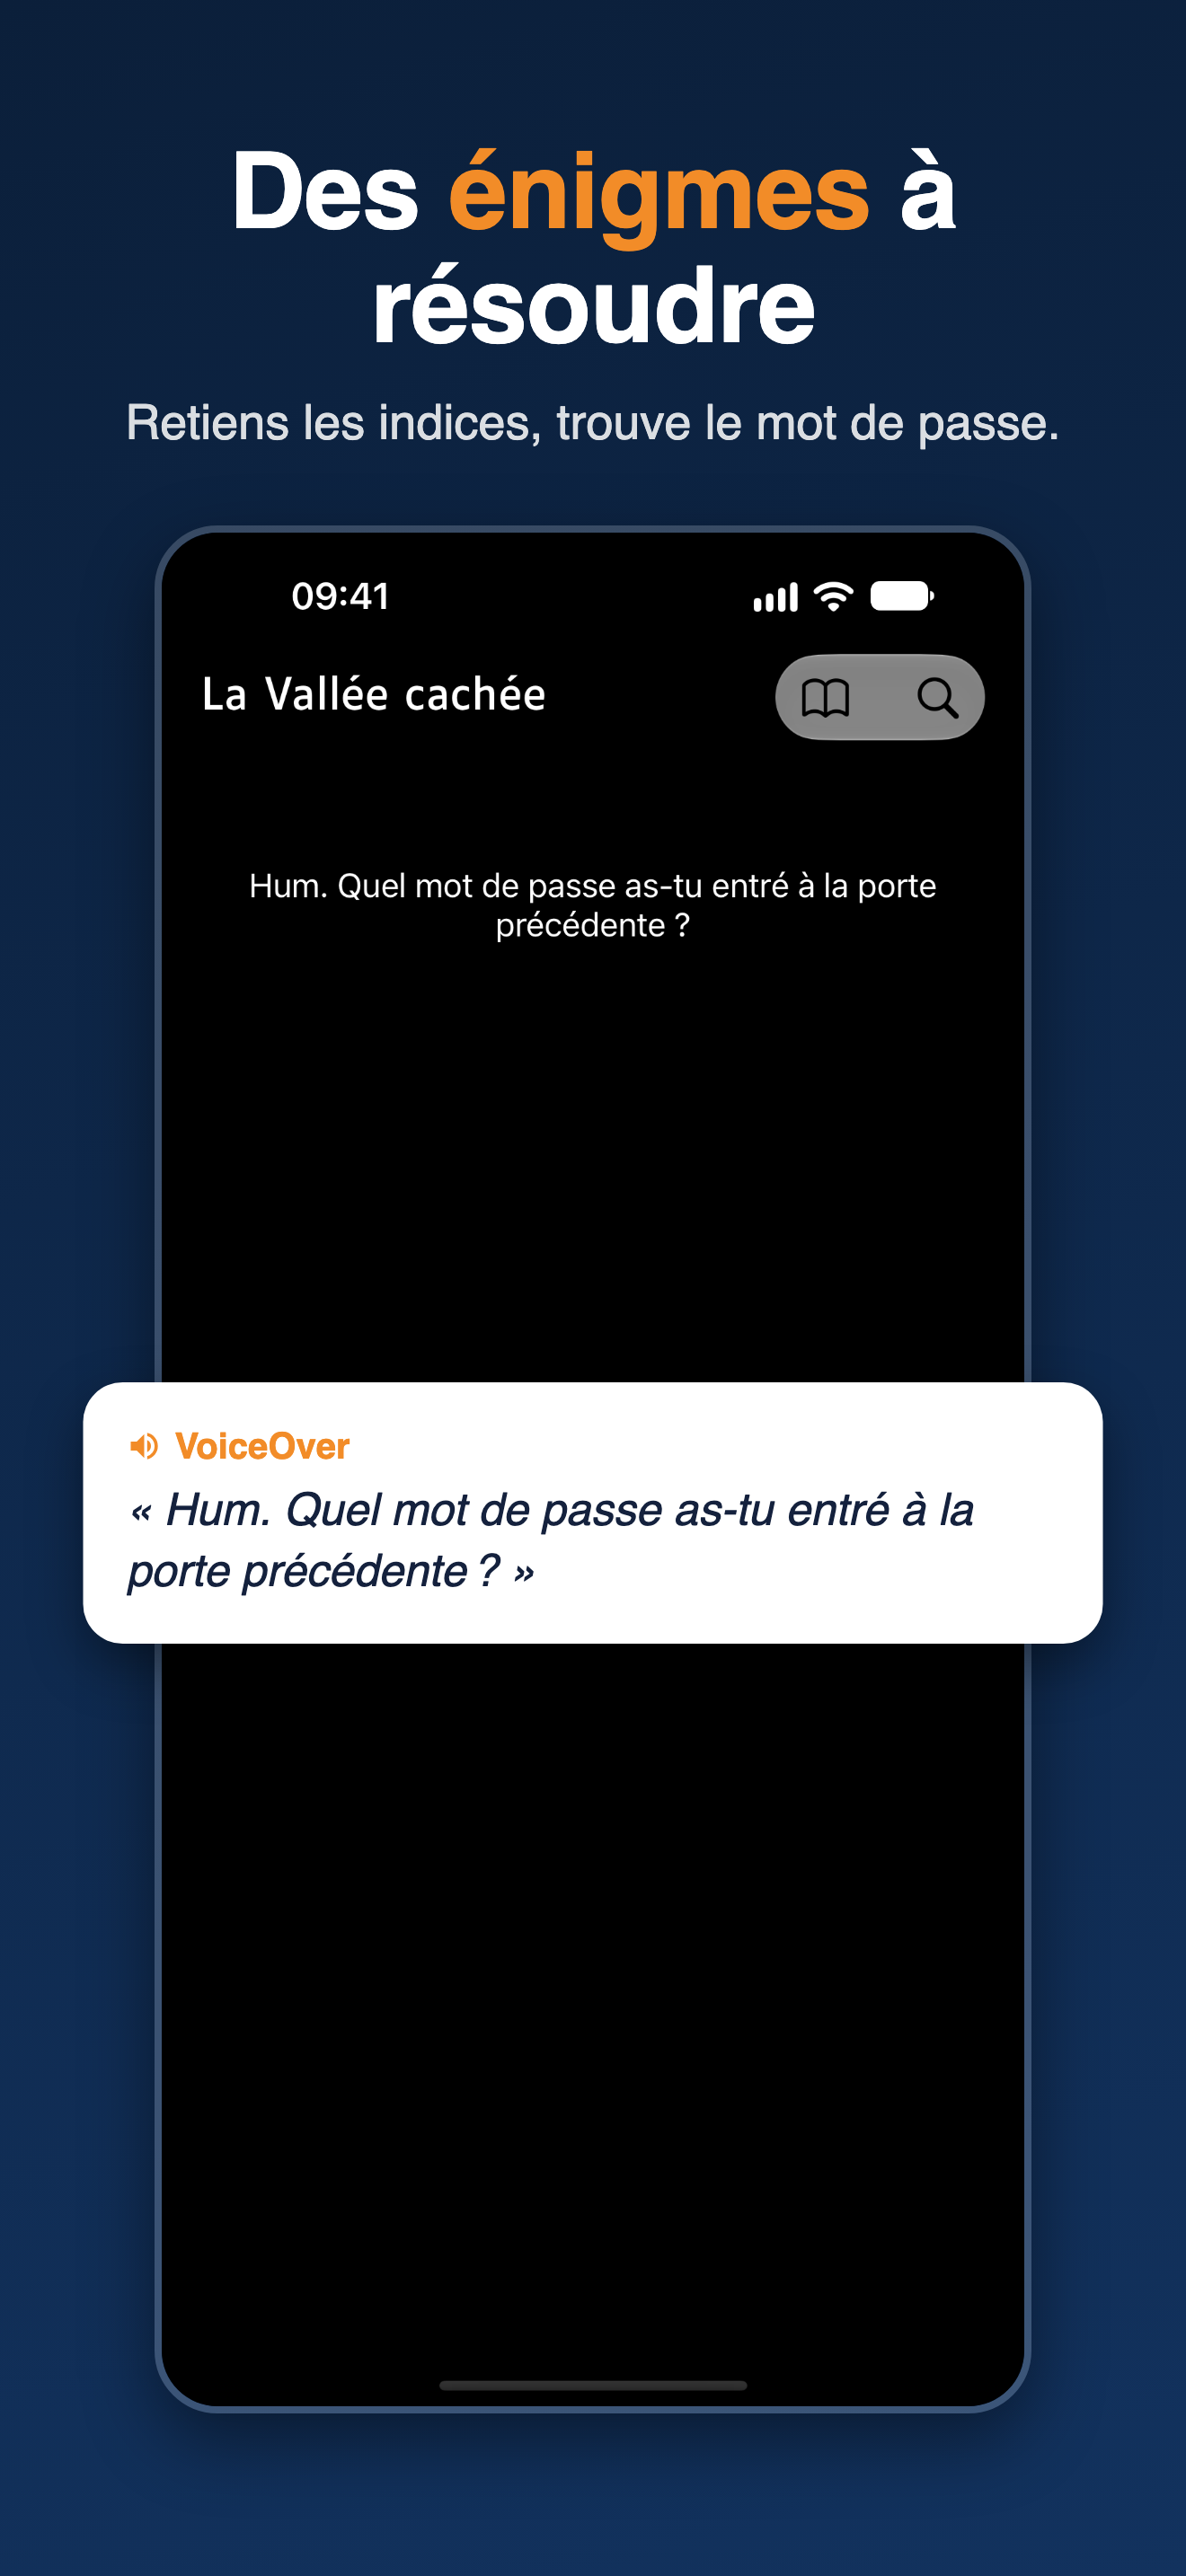 Des énigmes à
résoudre
Retiens les indices, trouve le mot de passe.
09:41
La Vallée cachée
Hum. Quel mot de passe as-tu entré à la porte
précédente ?
VoiceOver
« Hum. Quel mot de passe as-tu entré à la
porte précédente ? »